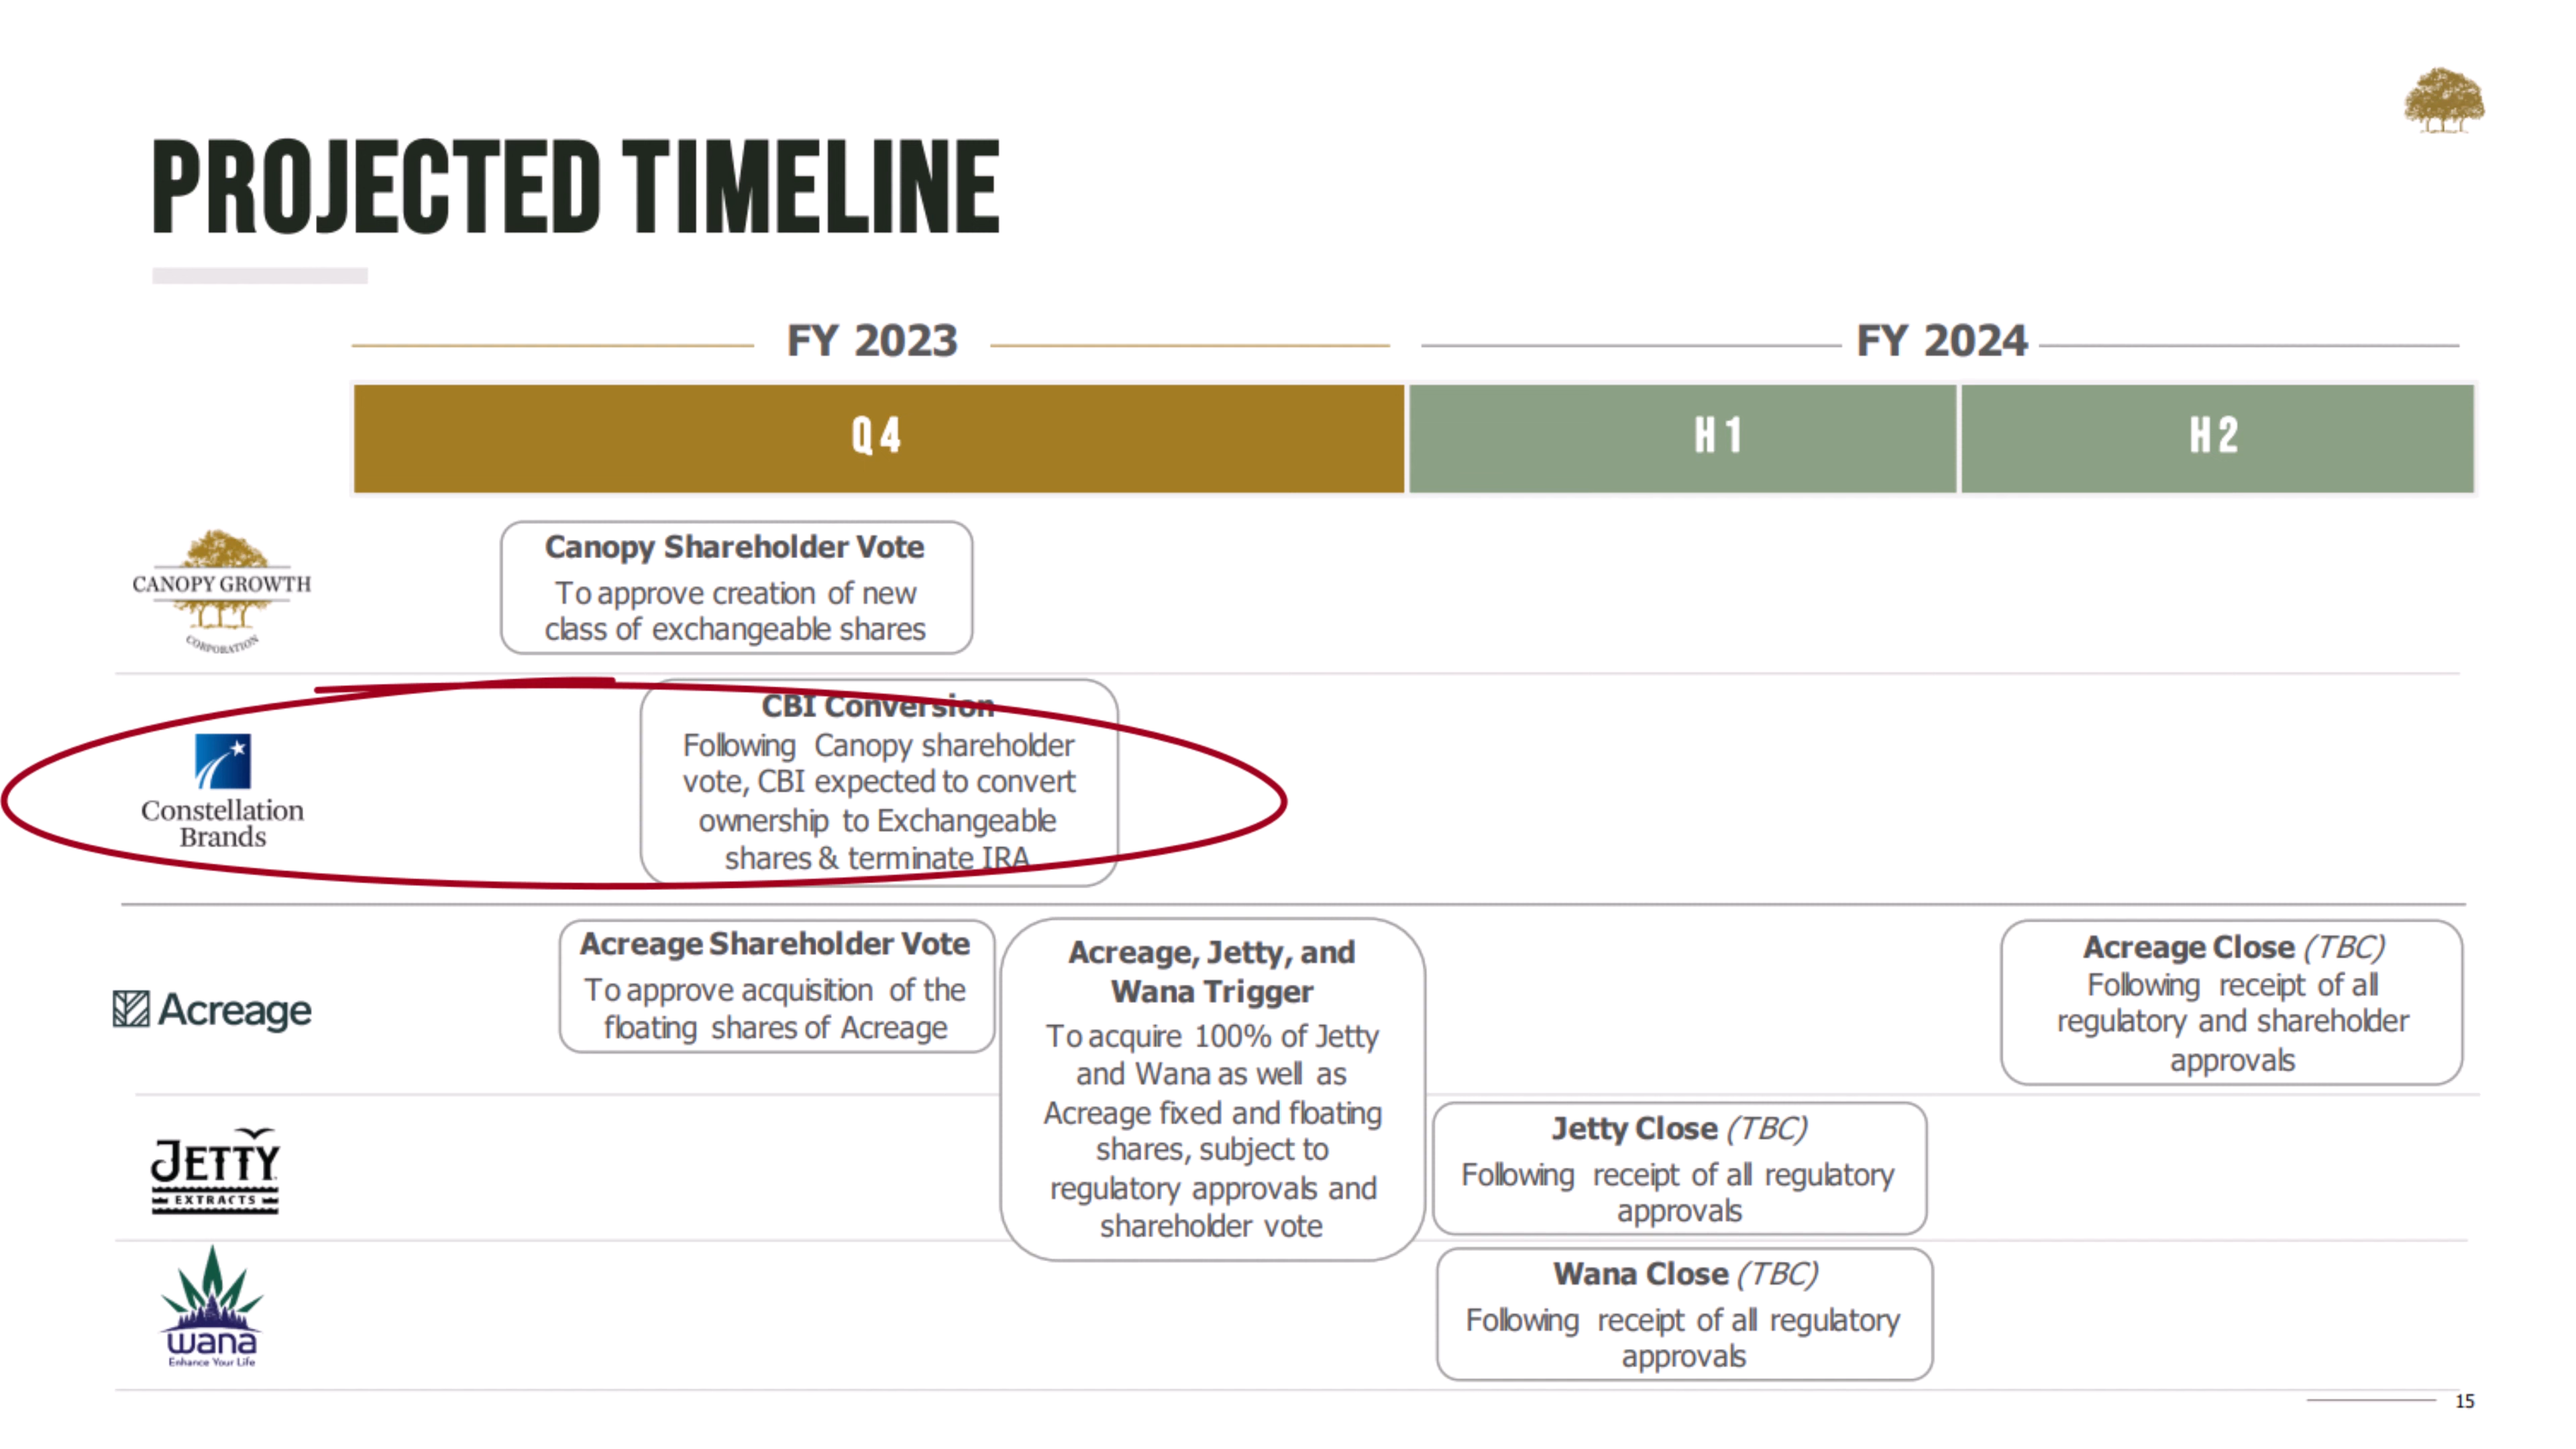 PROJECTED TIMELINE
FY 2023
FY 2024
Q4
H1
H2
CANOPY GROWTH
CORPORATION
Canopy Shareholder Vote
To approve creation of new
class of exchangeable shares
Constellation
Brands
CBI Conversion
Following Canopy shareholder
vote, CBI expected to convert
ownership to Exchangeable
shares & terminate IRA
Acreage
Acreage Shareholder Vote
To approve acquisition of the
floating shares of Acreage
Acreage, Jetty, and
Wana Trigger
To acquire 100% of Jetty
and Wana as well as
Acreage fixed and floating
shares, subject to
regulatory approvals and
shareholder vote
Acreage Close (TBC)
Following receipt of all
regulatory and shareholder
approvals
JETTY
EXTRACTS
Jetty Close (TBC)
Following receipt of all regulatory
approvals
wana
Enhance Your Life
Wana Close (TBC)
Following receipt of all regulatory
approvals
15